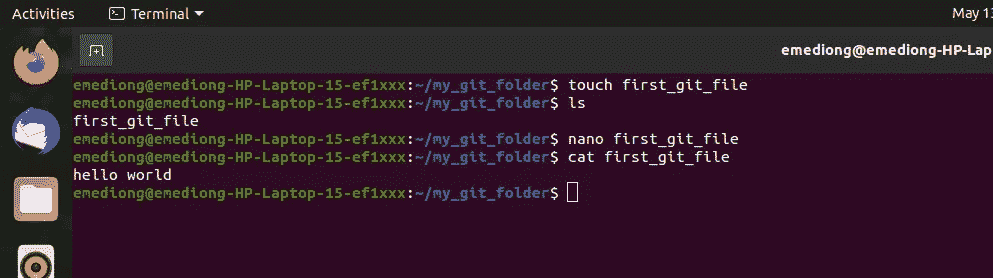 Activities Terminal May 13
emediong@emediong-HP-Lap
emediong@emediong-HP-Laptop-15-ef1xxx:~/my_git_folder$ touch first_git_file
emediong@emediong-HP-Laptop-15-ef1xxx:~/my_git_folder$ ls
first_git_file
emediong@emediong-HP-Laptop-15-ef1xxx:~/my_git_folder$ nano first_git_file
emediong@emediong-HP-Laptop-15-ef1xxx:~/my_git_folder$ cat first_git_file
hello world
emediong@emediong-HP-Laptop-15-ef1xxx:~/my_git_folder$